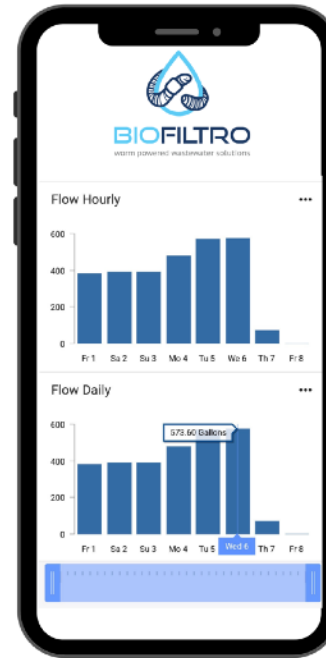 BIOFILTRO
worm powered wastewater solutions
Flow Hourly
600
400
200
0
Fr 1 Sa 2 Su 3 Mo 4 Tu 5 We 6 Th 7 Fr 8
Flow Daily
600
573.60 Gallons
400
200
0
Fr 1 Sa 2 Su 3 Mo 4 Tu 5 Wed 6 Th 7 Fr 8